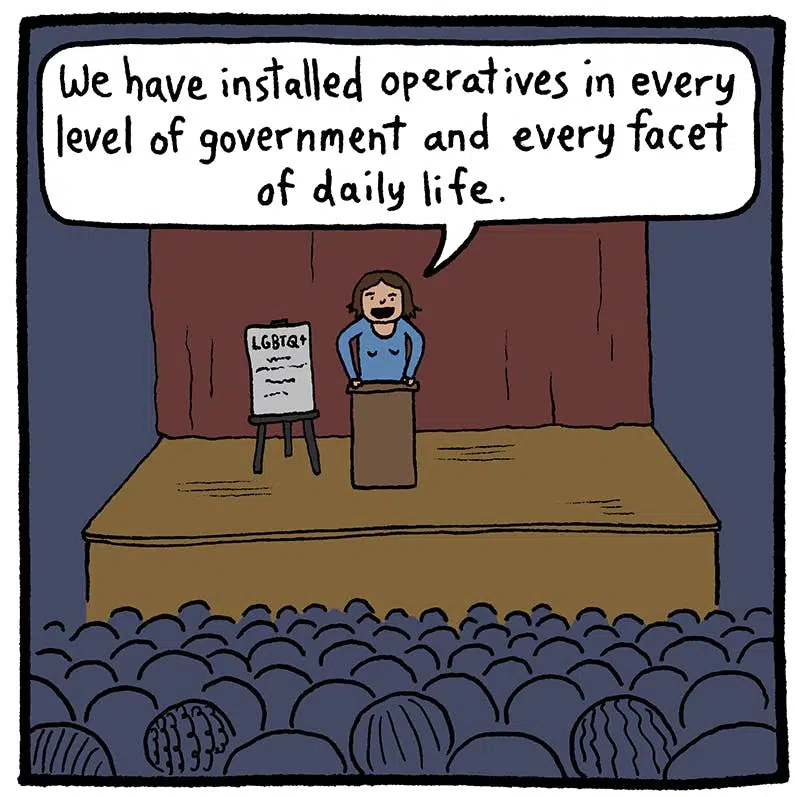 We have installed operatives in every
level of government and every facet
of daily life.
LGBTQ+